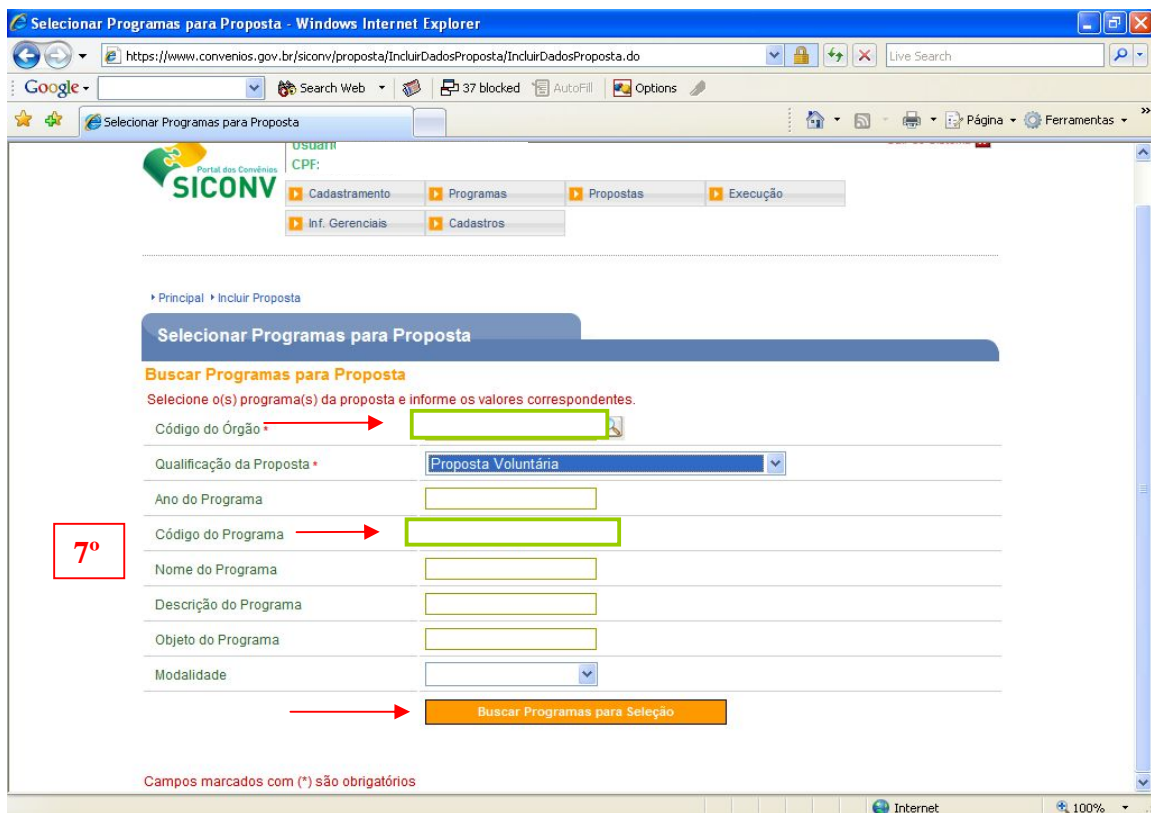 Selecionar Programas para Proposta - Windows Internet Explorer
https://www.convenios.gov.br/siconv/proposta/IncluirDadosProposta/IncluirDadosProposta.do
Live Search
Google
Search Web
37 blocked
AutoFill
Options
Selecionar Programas para Proposta
Página
Ferramentas
CPF:
Portal dos Convênios
SICONV
Cadastramento
Programas
Propostas
Execução
Inf. Gerenciais
Cadastros
Principal
Incluir Proposta
Selecionar Programas para Proposta
Buscar Programas para Proposta
Selecione o(s) programa(s) da proposta e informe os valores correspondentes.
Código do Órgão *
Qualificação da Proposta *
Proposta Voluntária
Ano do Programa
Código do Programa
7º
Nome do Programa
Descrição do Programa
Objeto do Programa
Modalidade
Buscar Programas para Seleção
Campos marcados com (*) são obrigatórios
Internet
100%